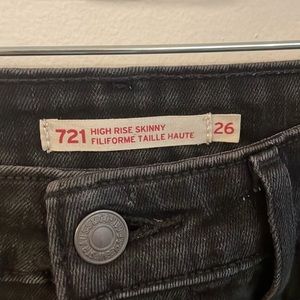 721 HIGH RISE SKINNY
FILIFORME TAILLE HAUTE
26